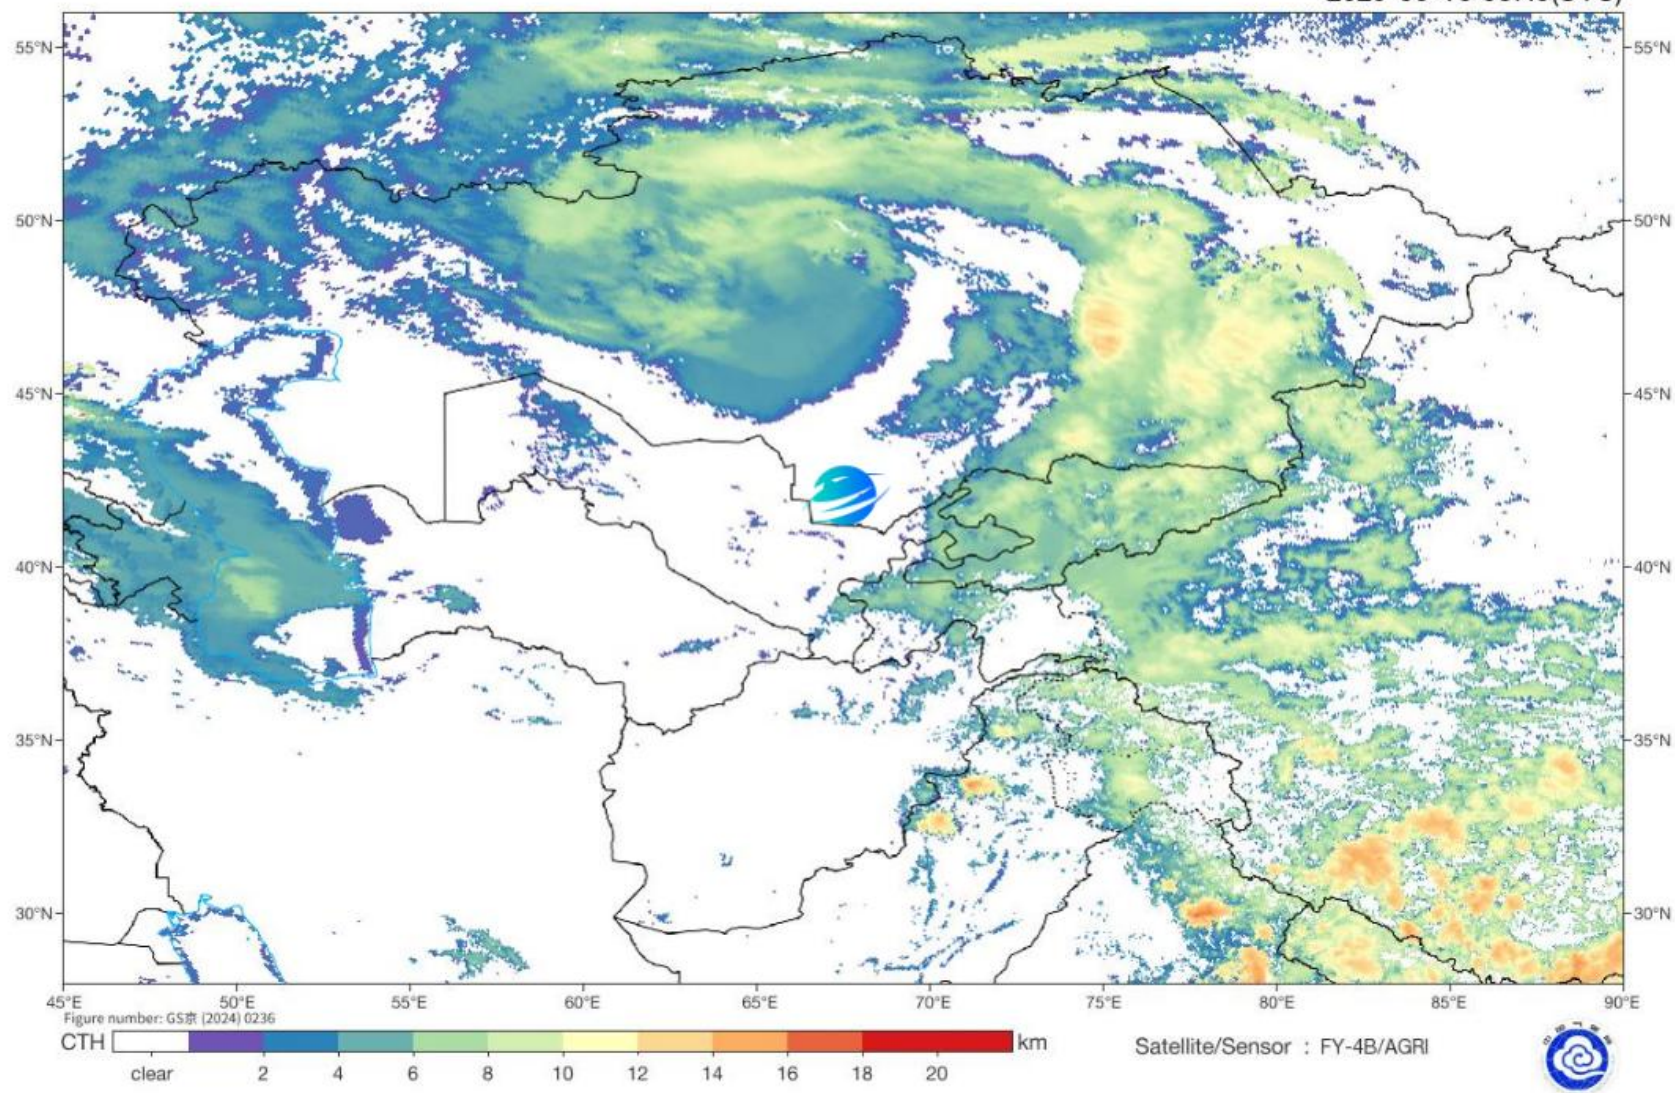 55°N
55°N
50°N
50°N
45°N
45°N
40°N
40°N
35°N
35°N
30°N
30°N
45°E
50°E
55°E
60°E
65°E
70°E
75°E
80°E
85°E
90°E
Figure number: GS京 (2024) 0236
CTH
km
clear
2
4
6
8
10
12
14
16
18
20
Satellite/Sensor : FY-4B/AGRI